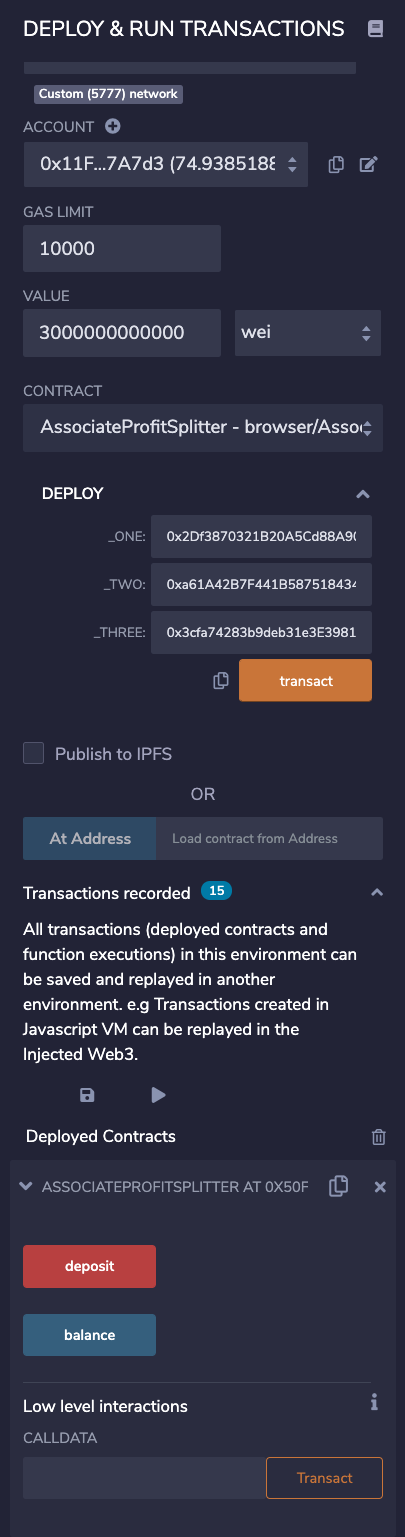 DEPLOY & RUN TRANSACTIONS
Custom (5777) network
ACCOUNT
0x11F...7A7d3 (74.9385188
GAS LIMIT
10000
VALUE
3000000000000
wei
CONTRACT
AssociateProfitSplitter - browser/Asso
DEPLOY
_ONE: 0x2Df3870321B20A5Cd88A90
_TWO: 0xa61A42B7F441B587518434
_THREE: 0x3cfa74283b9deb31e3E3981
transact
Publish to IPFS
OR
At Address
Load contract from Address
Transactions recorded 15
All transactions (deployed contracts and
function executions) in this environment can
be saved and replayed in another
environment. e.g Transactions created in
Javascript VM can be replayed in the
Injected Web3.
Deployed Contracts
ASSOCIATEPROFITSPLITTER AT 0X50F
deposit
balance
Low level interactions
CALLDATA
Transact